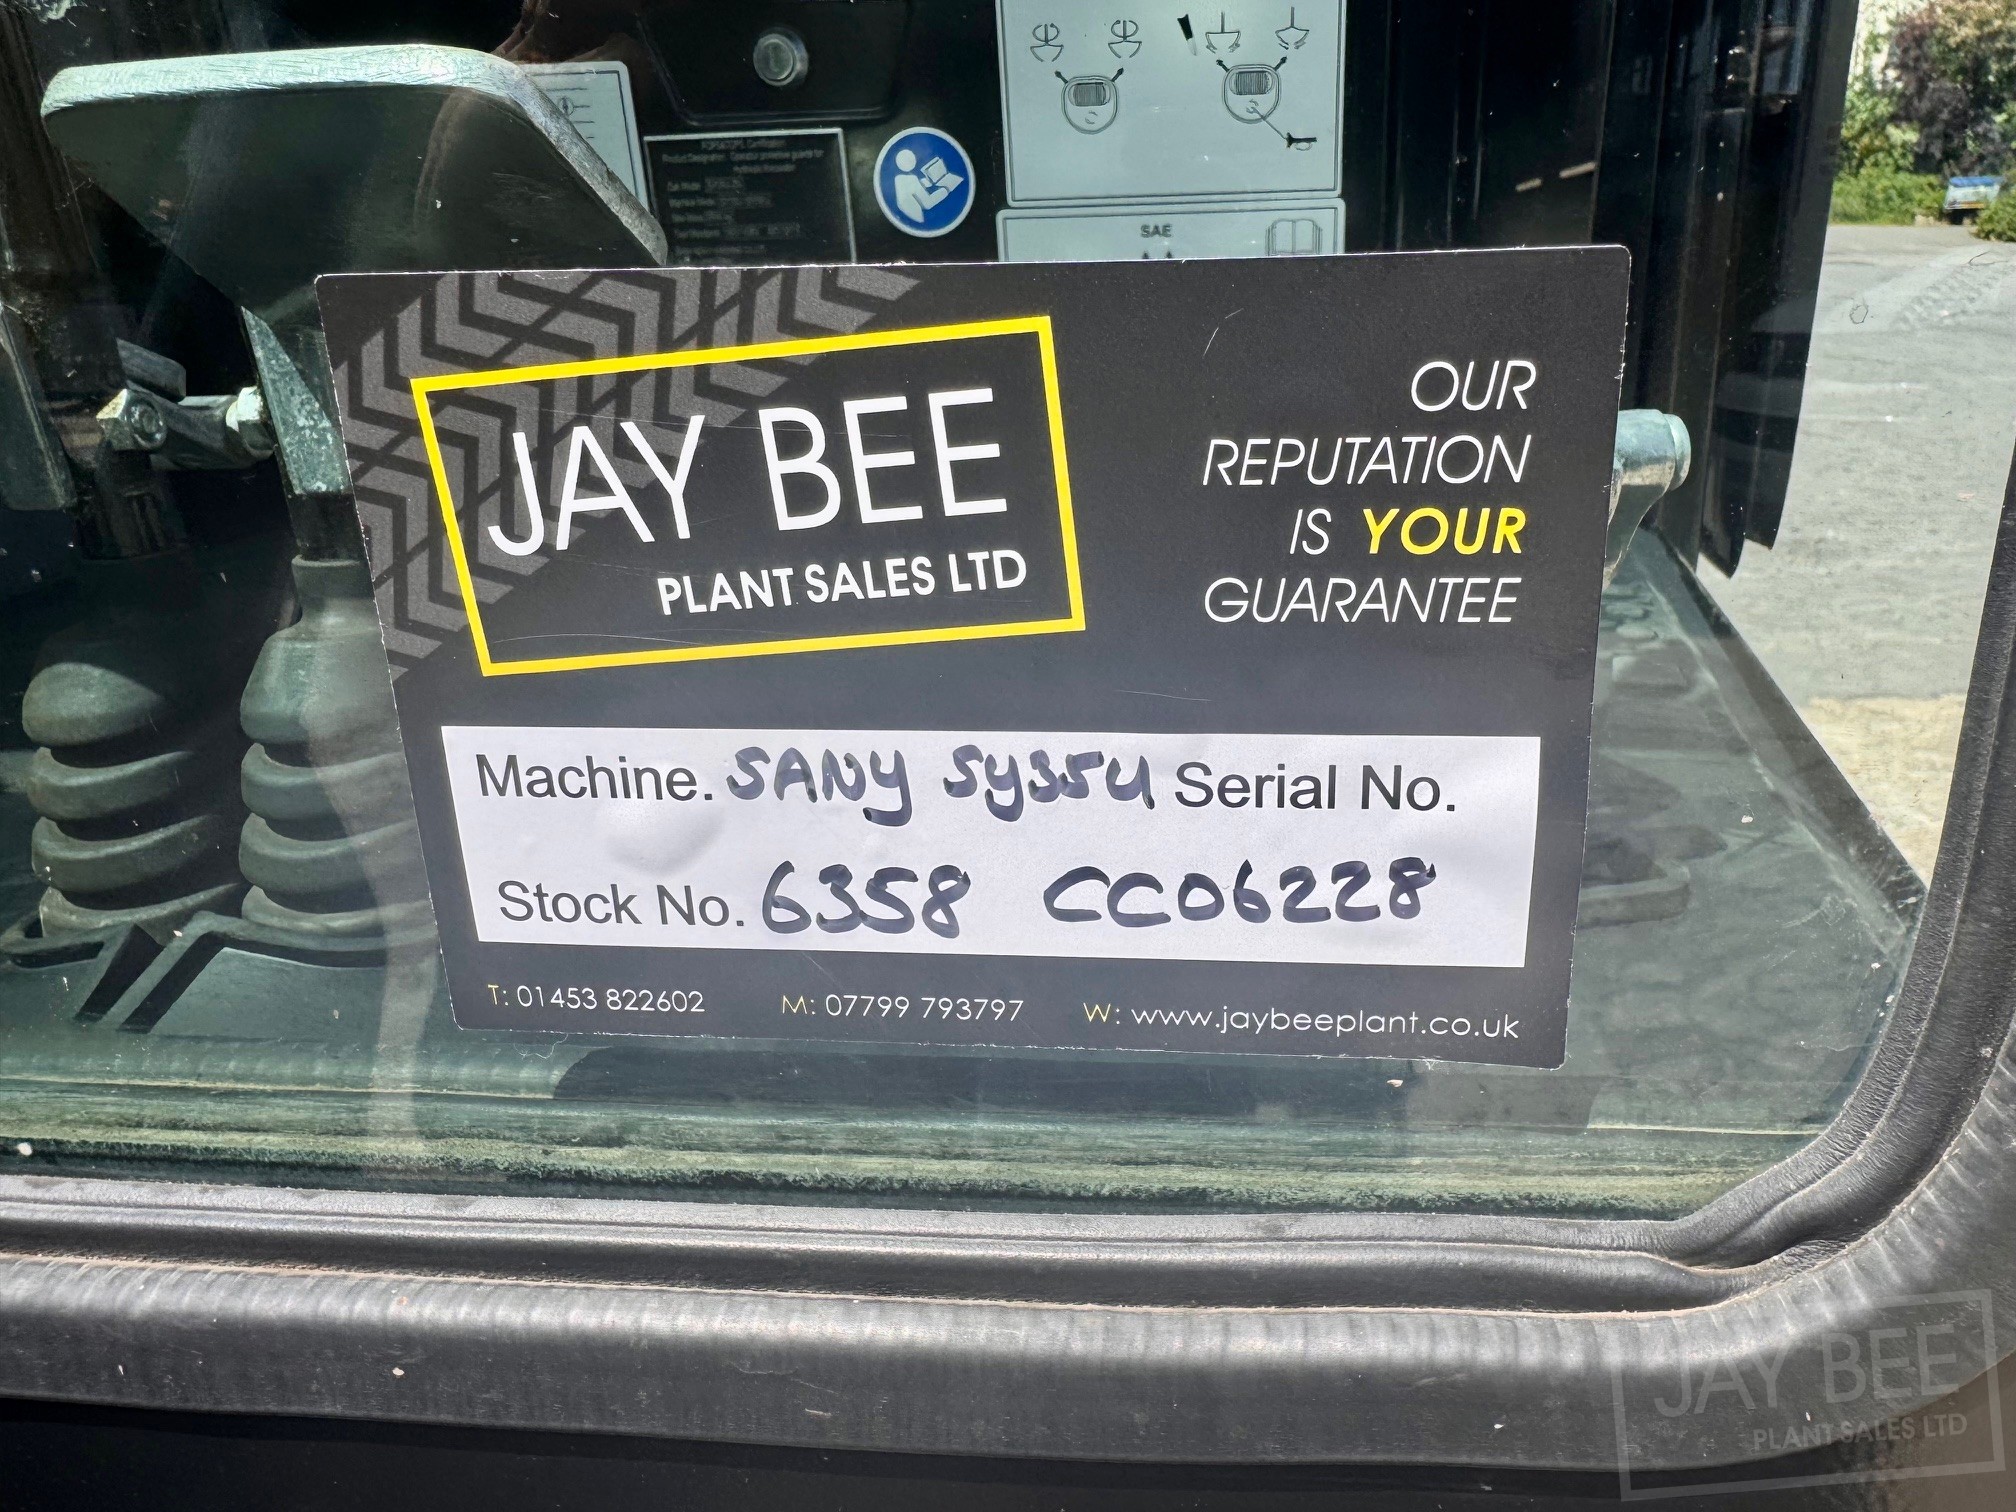 SAE
JAY BEE
PLANT SALES LTD
OUR
REPUTATION
IS YOUR
GUARANTEE
Machine. SANY SY35U Serial No.
Stock No. 6358 CC06228
T: 01453 822602 M: 07799 793797 W: www.jaybeeplant.co.uk
JAY BEE
PLANT SALES LTD